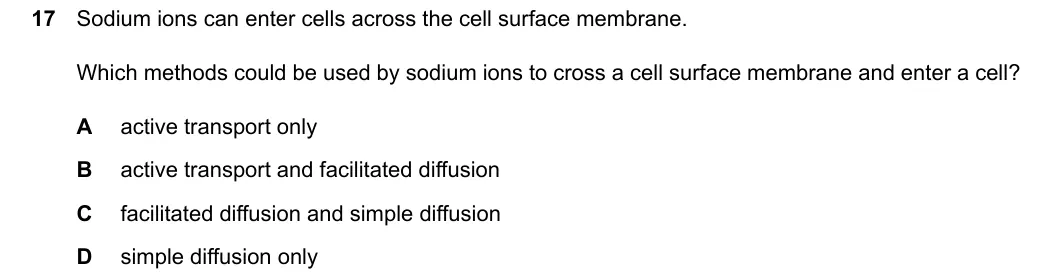 17 Sodium ions can enter cells across the cell surface membrane.
Which methods could be used by sodium ions to cross a cell surface membrane and enter a cell?
A active transport only
B active transport and facilitated diffusion
C facilitated diffusion and simple diffusion
D simple diffusion only